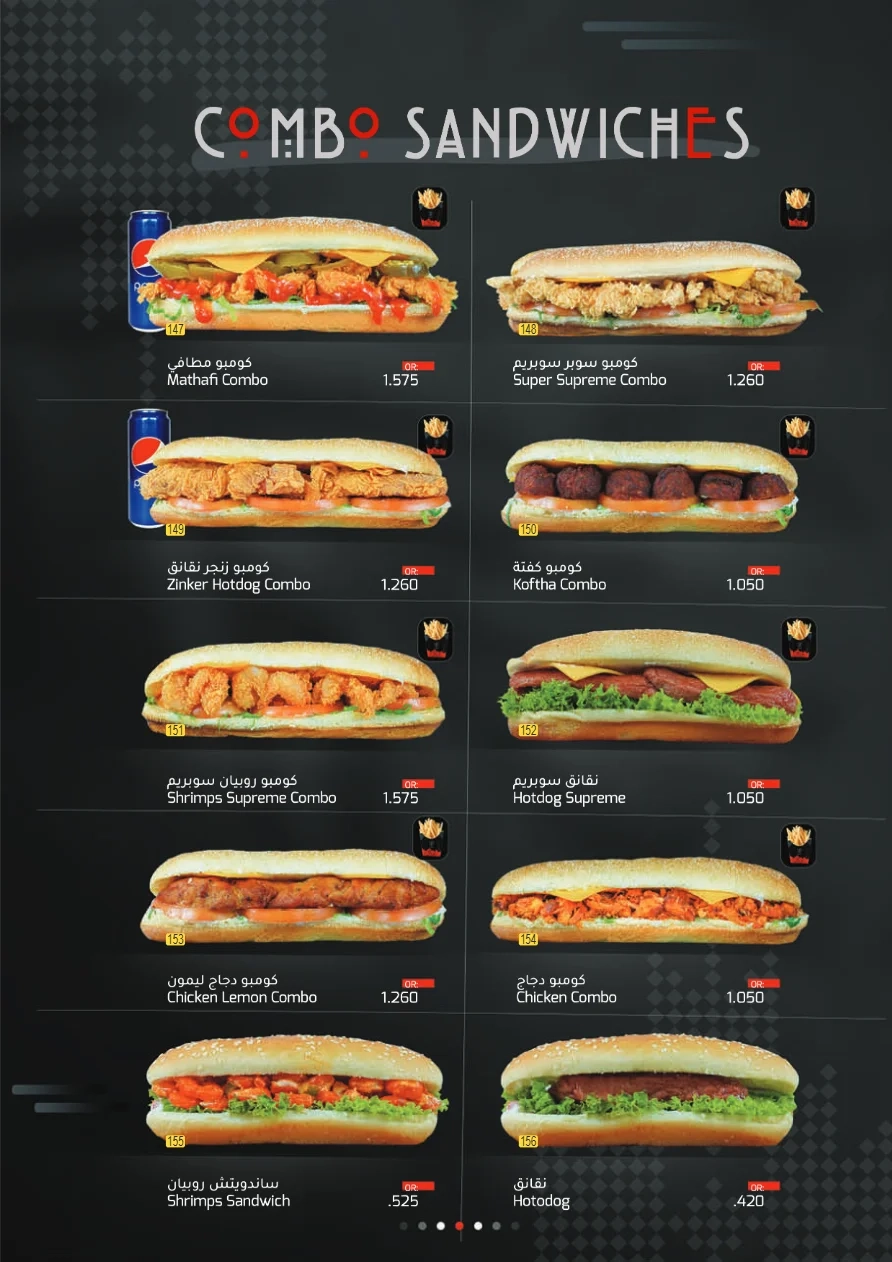 COMBO SANDWICHES
147
كومبو مطافي
Mathafi Combo
OR:
1.575
148
كومبو سوبر سوبريم
Super Supreme Combo
OR:
1.260
149
كومبو زنجر نقانق
Zinker Hotdog Combo
OR:
1.260
150
كومبو كفتة
Koftha Combo
OR:
1.050
151
كومبو روبيان سوبريم
Shrimps Supreme Combo
OR:
1.575
152
نقانق سوبريم
Hotdog Supreme
OR:
1.050
153
كومبو دجاج ليمون
Chicken Lemon Combo
OR:
1.260
154
كومبو دجاج
Chicken Combo
OR:
1.050
155
ساندويتش روبيان
Shrimps Sandwich
OR:
.525
156
نقانق
Hotodog
OR:
.420